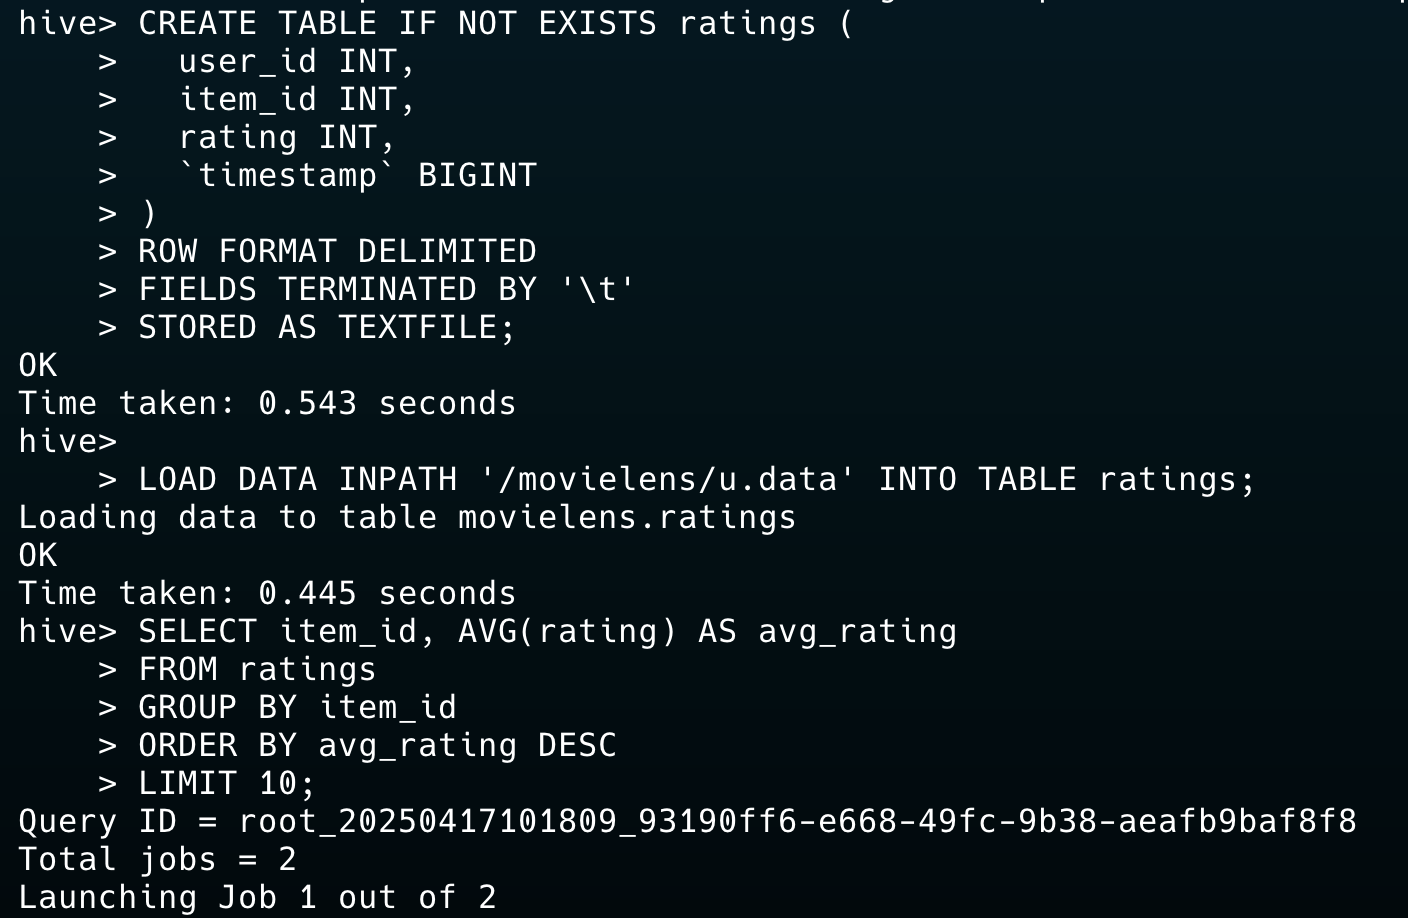 hive> CREATE TABLE IF NOT EXISTS ratings (
    >   user_id INT,
    >   item_id INT,
    >   rating INT,
    >   `timestamp` BIGINT
    > )
    > ROW FORMAT DELIMITED
    > FIELDS TERMINATED BY '\t'
    > STORED AS TEXTFILE;
OK
Time taken: 0.543 seconds
hive>
    > LOAD DATA INPATH '/movielens/u.data' INTO TABLE ratings;
Loading data to table movielens.ratings
OK
Time taken: 0.445 seconds
hive> SELECT item_id, AVG(rating) AS avg_rating
    > FROM ratings
    > GROUP BY item_id
    > ORDER BY avg_rating DESC
    > LIMIT 10;
Query ID = root_20250417101809_93190ff6-e668-49fc-9b38-aeafb9baf8f8
Total jobs = 2
Launching Job 1 out of 2